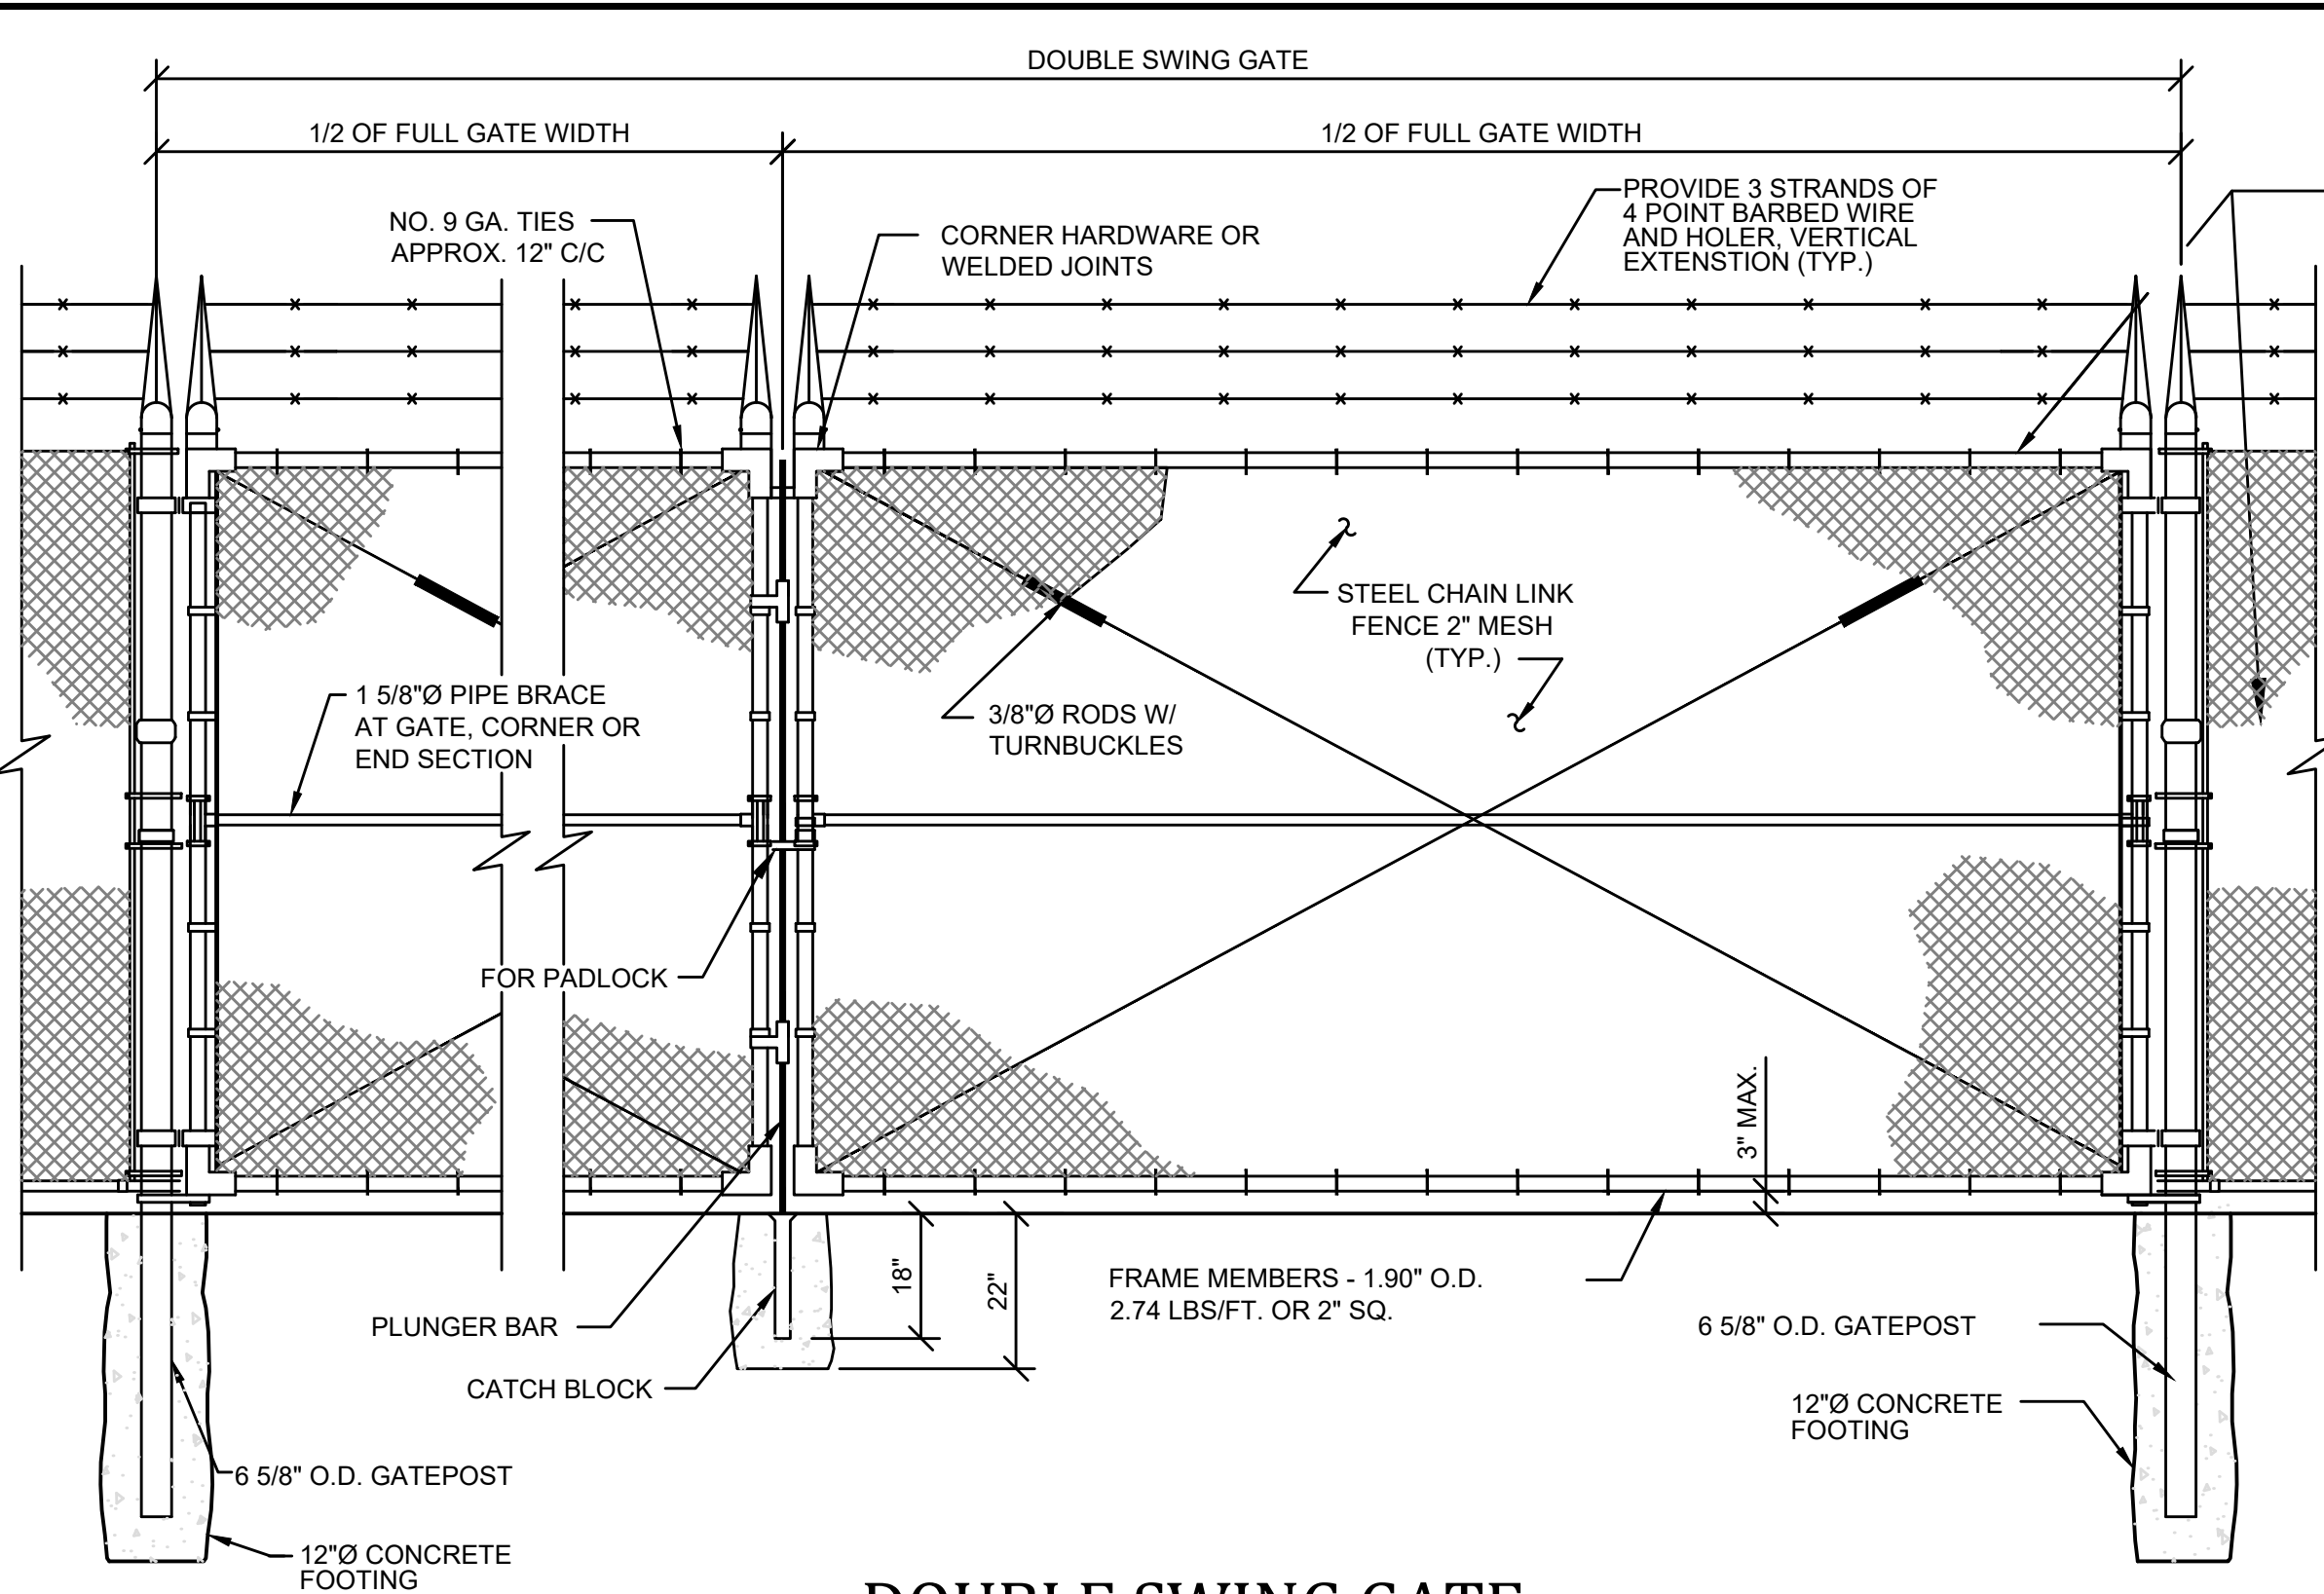 DOUBLE SWING GATE
1/2 OF FULL GATE WIDTH
1/2 OF FULL GATE WIDTH
NO. 9 GA. TIES
APPROX. 12" C/C
CORNER HARDWARE OR
WELDED JOINTS
PROVIDE 3 STRANDS OF
4 POINT BARBED WIRE
AND HOLER, VERTICAL
EXTENSTION (TYP.)
STEEL CHAIN LINK
FENCE 2" MESH
(TYP.)
1 5/8"Ø PIPE BRACE
AT GATE, CORNER OR
END SECTION
3/8"Ø RODS W/
TURNBUCKLES
FOR PADLOCK
3" MAX.
18"
22"
FRAME MEMBERS - 1.90" O.D.
2.74 LBS/FT. OR 2" SQ.
PLUNGER BAR
CATCH BLOCK
6 5/8" O.D. GATEPOST
12"Ø CONCRETE
FOOTING
6 5/8" O.D. GATEPOST
12"Ø CONCRETE
FOOTING
DOUBLE SWING GATE